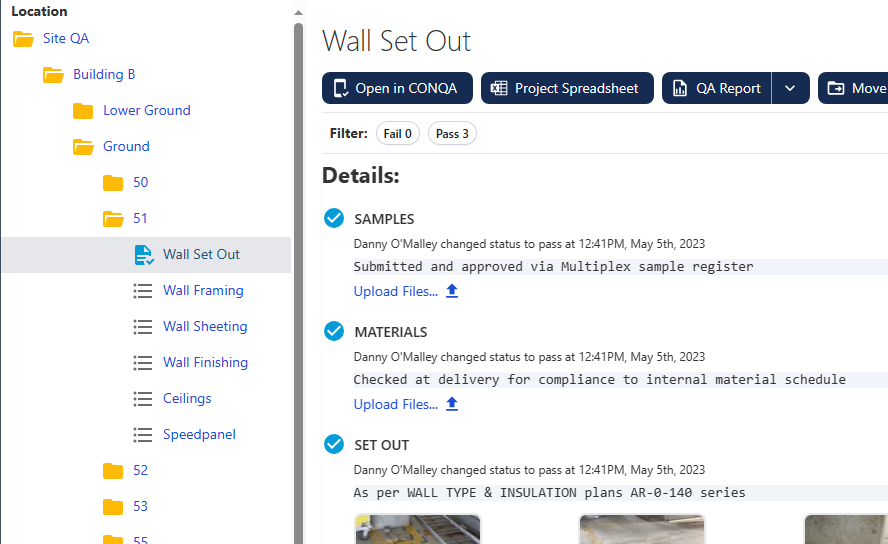 Location
Site QA
Building B
Lower Ground
Ground
50
51
Wall Set Out
Wall Framing
Wall Sheeting
Wall Finishing
Ceilings
Speedpanel
52
53
55
Wall Set Out
Open in CONQA
Project Spreadsheet
QA Report
Move
Filter: Fail 0 Pass 3
Details:
SAMPLES
Danny O'Malley changed status to pass at 12:41PM, May 5th, 2023
Submitted and approved via Multiplex sample register
Upload Files...
MATERIALS
Danny O'Malley changed status to pass at 12:41PM, May 5th, 2023
Checked at delivery for compliance to internal material schedule
Upload Files...
SET OUT
Danny O'Malley changed status to pass at 12:41PM, May 5th, 2023
As per WALL TYPE & INSULATION plans AR-0-140 series